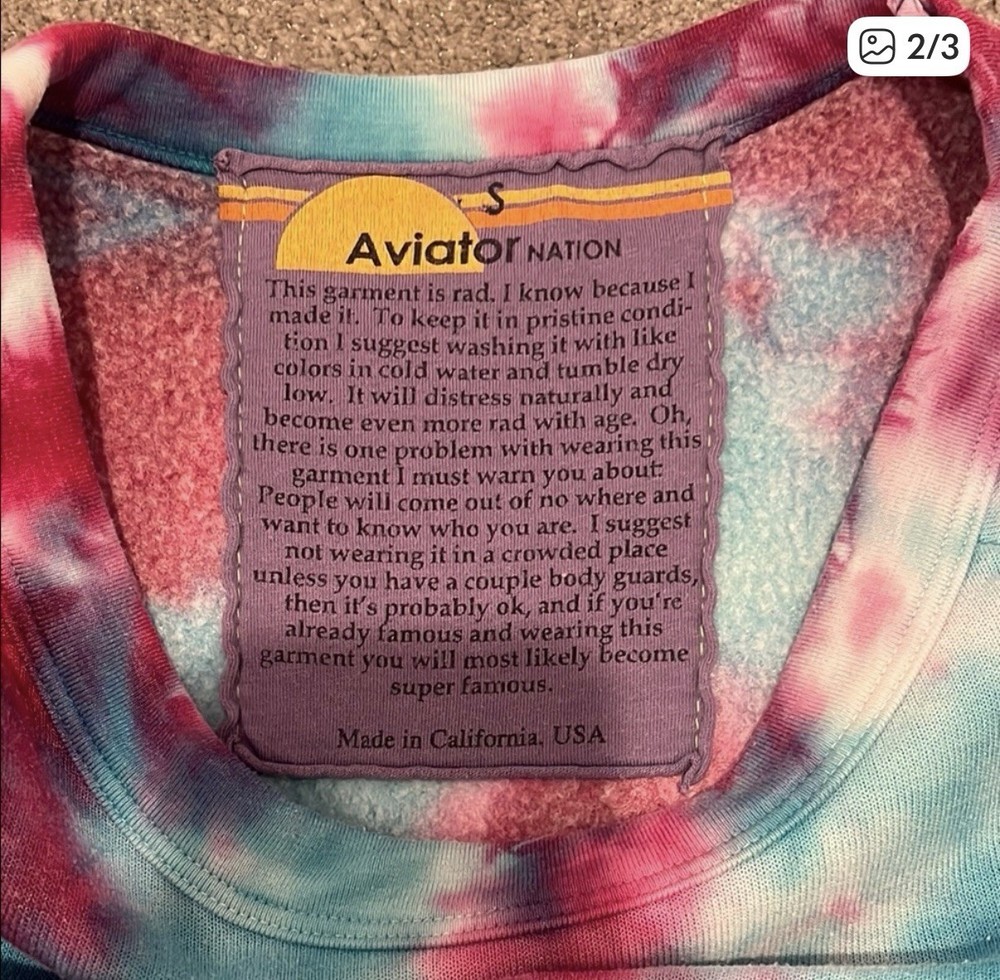 2/3
S
Aviator NATION
This garment is rad. I know because I
made it. To keep it in pristine condi-
tion I suggest washing it with like
colors in cold water and tumble dry
low. It will distress naturally and
become even more rad with age. Oh,
there is one problem with wearing this
garment I must warn you about:
People will come out of no where and
want to know who you are. I suggest
not wearing it in a crowded place
unless you have a couple body guards,
then it's probably ok, and if you're
already famous and wearing this
garment you will most likely become
super famous.
Made in California. USA